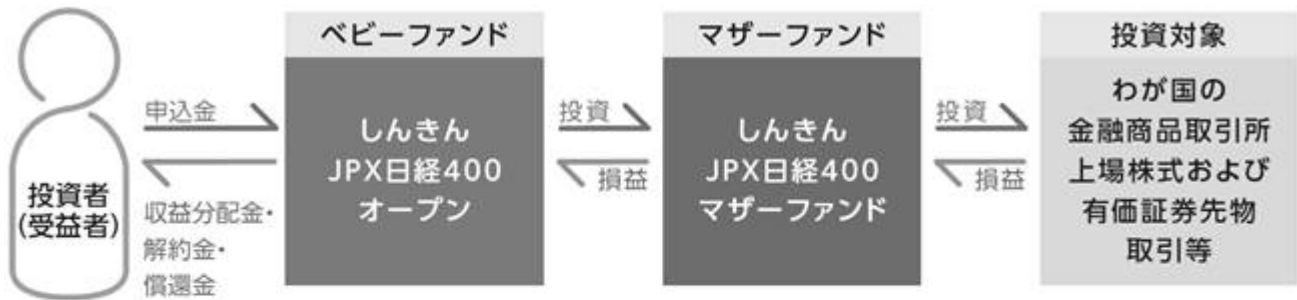 投資者
(受益者)
申込金
収益分配金・
解約金・
償還金
ベビーファンド
しんきん
JPX日経400
オープン
投資
損益
マザーファンド
しんきん
JPX日経400
マザーファンド
投資
損益
投資対象
わが国の
金融商品取引所
上場株式および
有価証券先物
取引等